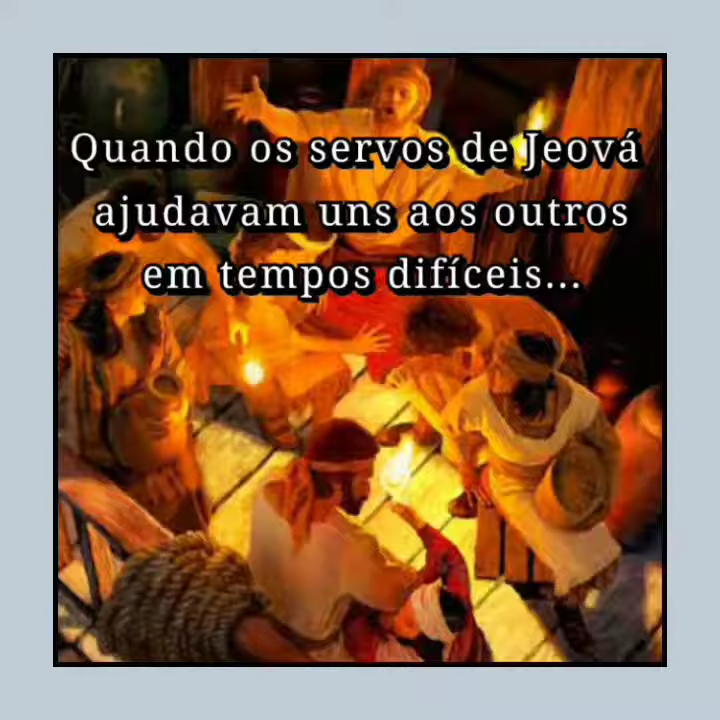 Quando os servos de Jeová
ajudavam uns aos outros
em tempos difíceis...